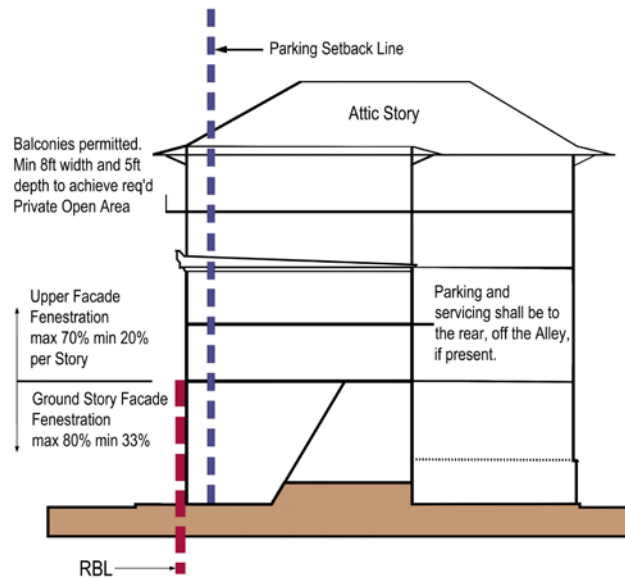 Parking Setback Line
Attic Story
Balconies permitted.
Min 8ft width and 5ft
depth to achieve req'd
Private Open Area
Upper Facade
Fenestration
max 70% min 20%
per Story
Parking and
servicing shall be to
the rear, off the Alley,
if present.
Ground Story Facade
Fenestration
max 80% min 33%
RBL